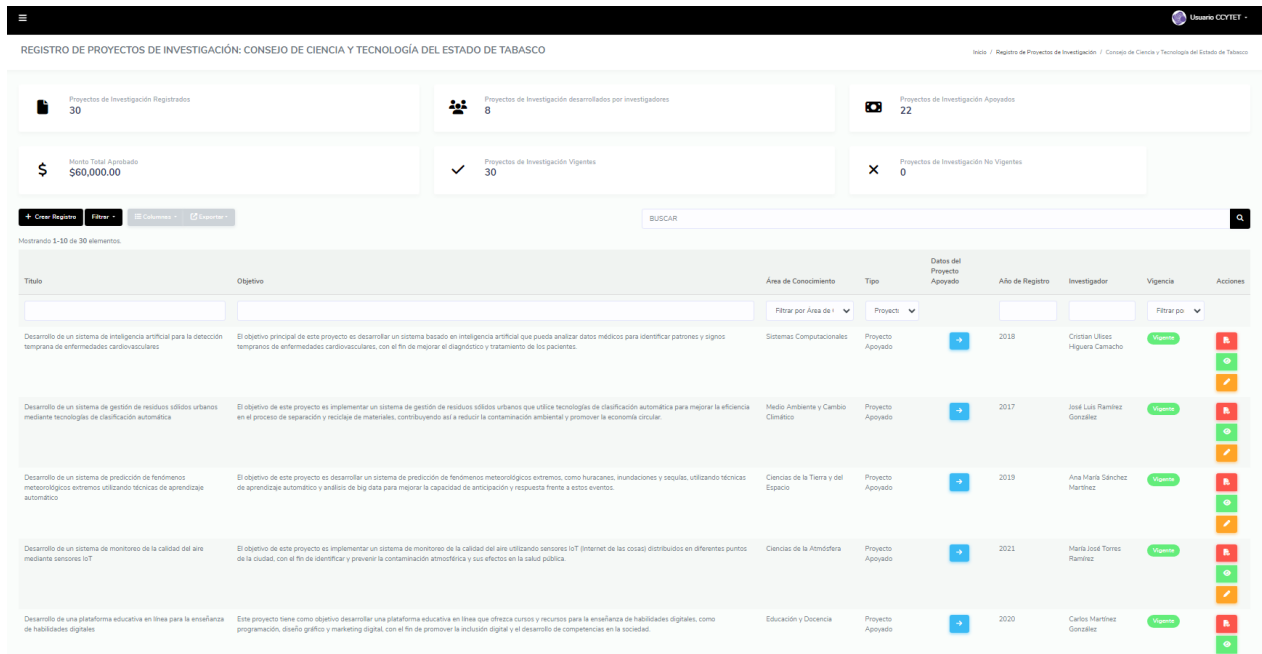 Usuario CCYTET
REGISTRO DE PROYECTOS DE INVESTIGACIÓN: CONSEJO DE CIENCIA Y TECNOLOGÍA DEL ESTADO DE TABASCO
Inicio / Registro de Proyectos de Investigación / Consejo de Ciencia y Tecnología del Estado de Tabasco
Proyectos de Investigación Registrados
30
Proyectos de Investigación desarrollados por investigadores
8
Proyectos de Investigación Apoyados
22
Monto Total Aprobado
$60,000.00
Proyectos de Investigación Vigentes
30
Proyectos de Investigación No Vigentes
0
+ Crear Registro Filtrar Columnas Exportar
BUSCAR
Mostrando 1-10 de 30 elementos.
Datos del
Proyecto
Título Objetivo Área de Conocimiento Tipo Apoyado Año de Registro Investigador Vigencia Acciones
Filtrar por Área de Proyect Filtrar po
Desarrollo de un sistema de inteligencia artificial para la detección El objetivo principal de este proyecto es desarrollar un sistema basado en inteligencia artificial que pueda analizar datos médicos para identificar patrones y signos Sistemas Computacionales Proyecto 2018 Cristian Ulises Vigente
temprana de enfermedades cardiovasculares tempranos de enfermedades cardiovasculares, con el fin de mejorar el diagnóstico y tratamiento de los pacientes. Apoyado Higuera Camacho
Desarrollo de un sistema de gestión de residuos sólidos urbanos El objetivo de este proyecto es implementar un sistema de gestión de residuos sólidos urbanos que utilice tecnologías de clasificación automática para mejorar la eficiencia Medio Ambiente y Cambio Proyecto 2017 José Luis Ramírez Vigente
mediante tecnologías de clasificación automática en el proceso de separación y reciclaje de materiales, contribuyendo así a reducir la contaminación ambiental y promover la economía circular. Climático Apoyado González
Desarrollo de un sistema de predicción de fenómenos El objetivo de este proyecto es desarrollar un sistema de predicción de fenómenos meteorológicos extremos, como huracanes, inundaciones y sequías, utilizando técnicas Ciencias de la Tierra y del Proyecto 2019 Ana María Sánchez Vigente
meteorológicos extremos utilizando técnicas de aprendizaje de aprendizaje automático y análisis de big data para mejorar la capacidad de anticipación y respuesta frente a estos eventos. Espacio Apoyado Martínez
automático
Desarrollo de un sistema de monitoreo de la calidad del aire El objetivo de este proyecto es implementar un sistema de monitoreo de la calidad del aire utilizando sensores IoT (Internet de las cosas) distribuidos en diferentes puntos Ciencias de la Atmósfera Proyecto 2021 María José Torres Vigente
mediante sensores IoT de la ciudad, con el fin de identificar y prevenir la contaminación atmosférica y sus efectos en la salud pública. Apoyado Ramírez
Desarrollo de una plataforma educativa en línea para la enseñanza Este proyecto tiene como objetivo desarrollar una plataforma educativa en línea que ofrezca cursos y recursos para la enseñanza de habilidades digitales, como Educación y Docencia Proyecto 2020 Carlos Martínez Vigente
de habilidades digitales programación, diseño gráfico y marketing digital, con el fin de promover la inclusión digital y el desarrollo de competencias en la sociedad. Apoyado González